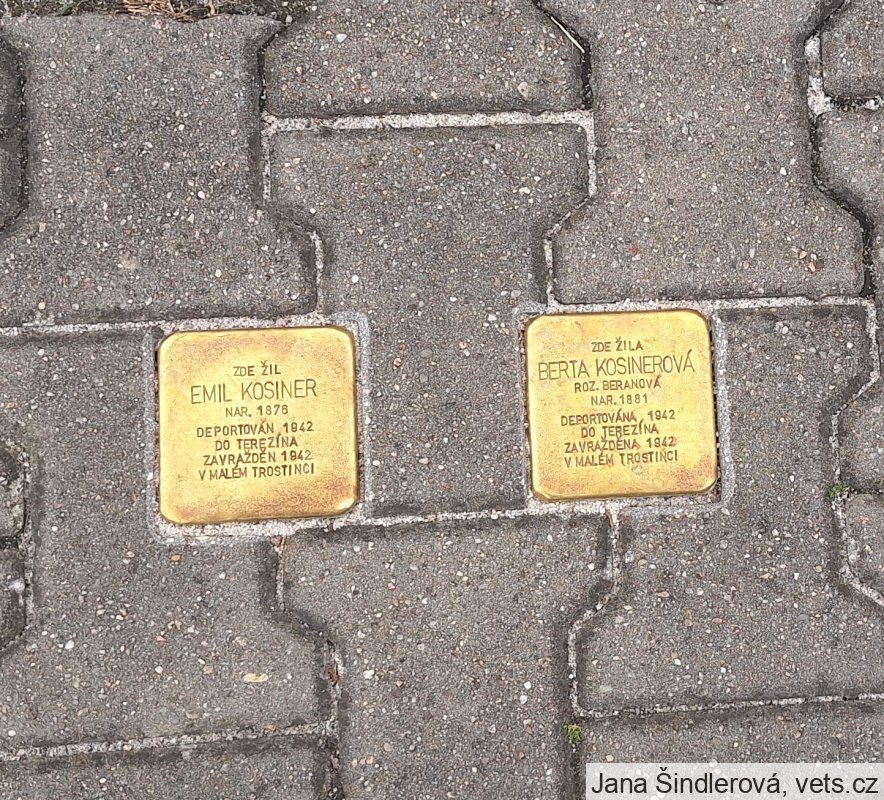 ZDE ŽIL
EMIL KOSINER
NAR. 1876
DEPORTOVÁN 1942
DO TEREZÍNA
ZAVRAŽDĚN 1942
V MALÉM TROSTINCI
ZDE ŽILA
BERTA KOSINEROVÁ
ROZ. BERANOVÁ
NAR. 1881
DEPORTOVÁNA 1942
DO TEREZÍNA
ZAVRAŽDĚNA 1942
V MALÉM TROSTINCI
Jana Šindlerová, vets.cz